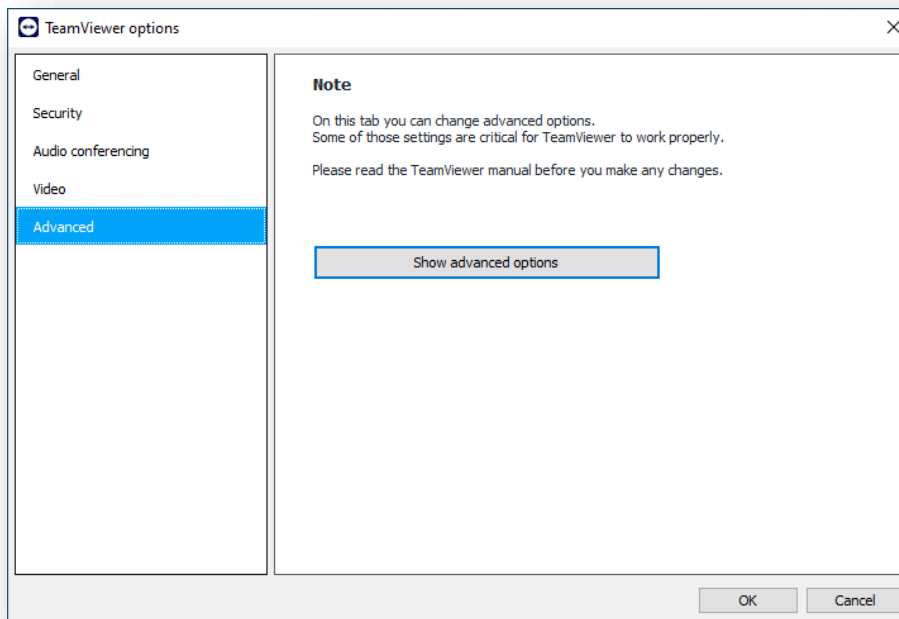 TeamViewer options
General
Security
Audio conferencing
Video
Advanced
Note
On this tab you can change advanced options.
Some of those settings are critical for TeamViewer to work properly.
Please read the TeamViewer manual before you make any changes.
Show advanced options
OK
Cancel